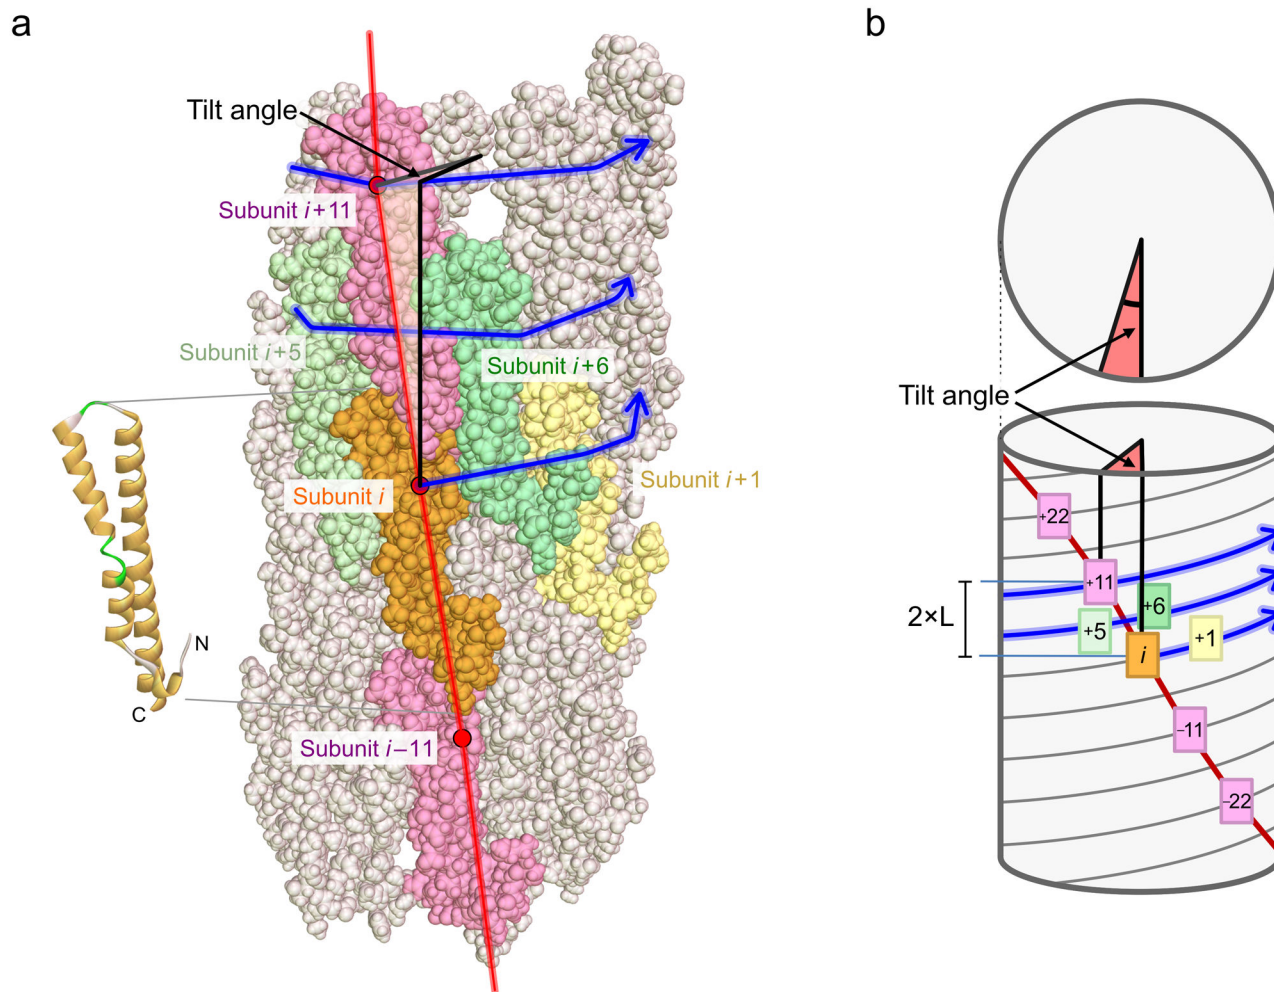 a
Tilt angle
Subunit i+11
Subunit i+5
Subunit i+6
Subunit i
Subunit i+1
N
C
Subunit i−11
b
Tilt angle
+22
+11
+6
2×L
+5
+1
i
−11
−22